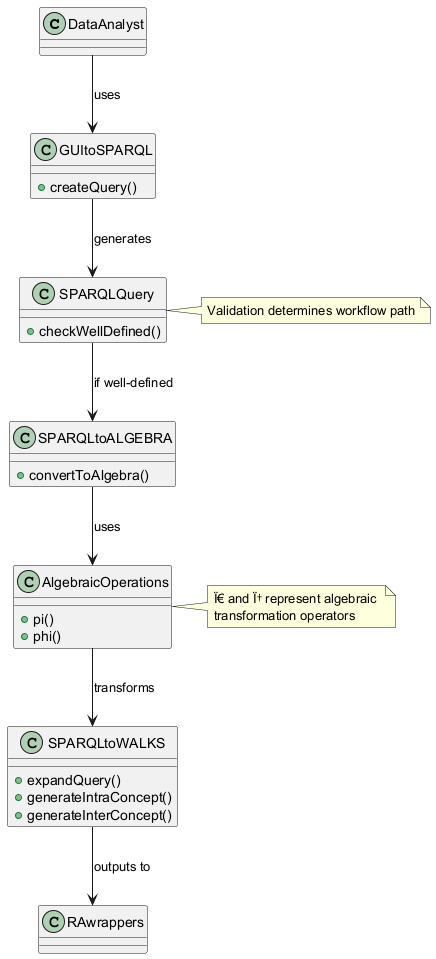 C DataAnalyst
uses
C GUItoSPARQL
createQuery()
generates
C SPARQLQuery
checkWellDefined()
Validation determines workflow path
if well-defined
C SPARQLtoALGEBRA
convertToAlgebra()
uses
C AlgebraicOperations
pi()
phi()
Ï€ and Ï† represent algebraic
transformation operators
transforms
C SPARQLtoWALKS
expandQuery()
generateIntraConcept()
generateInterConcept()
outputs to
C RAwrappers